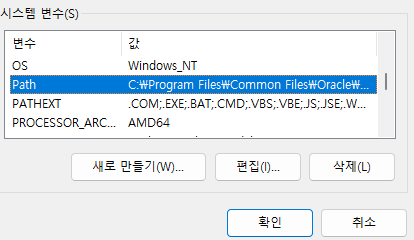 시스템 변수(S)
변수 값
OS Windows_NT
Path C:₩Program Files₩Common Files₩Oracle₩...
PATHEXT .COM;.EXE;.BAT;.CMD;.VBS;.VBE;.JS;.JSE;.W...
PROCESSOR_ARC... AMD64
새로 만들기(W)... 편집(I)... 삭제(L)
확인 취소